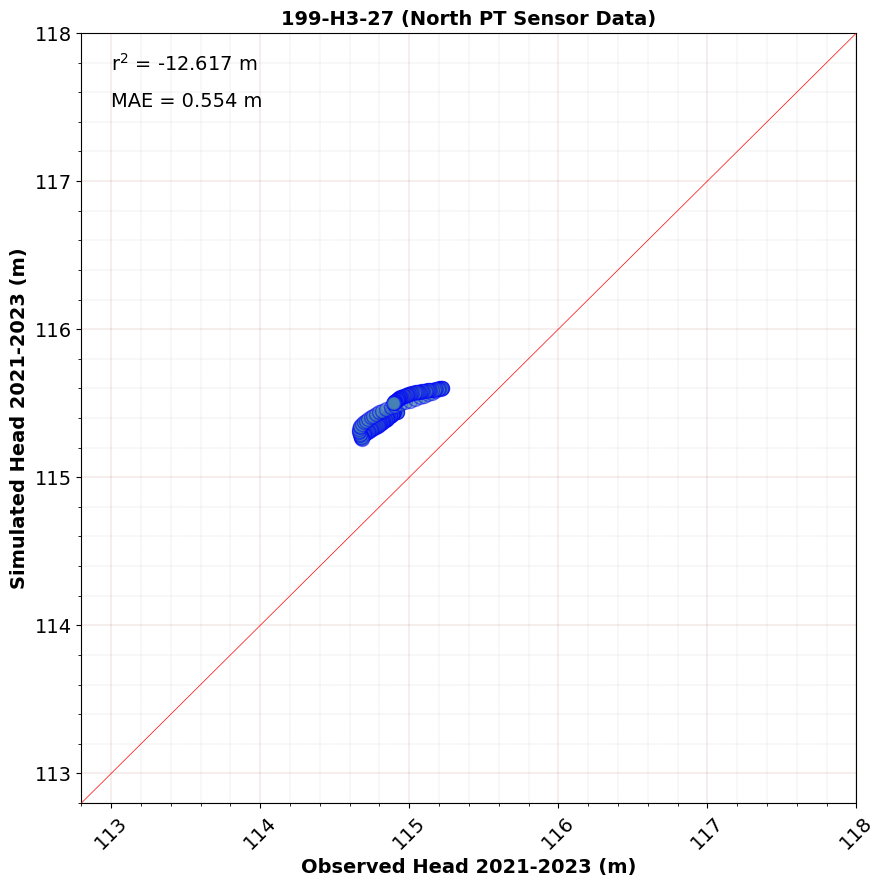 199-H3-27 (North PT Sensor Data)
r² = -12.617 m
MAE = 0.554 m
118
117
116
115
114
113
Simulated Head 2021-2023 (m)
113
114
115
116
117
118
Observed Head 2021-2023 (m)